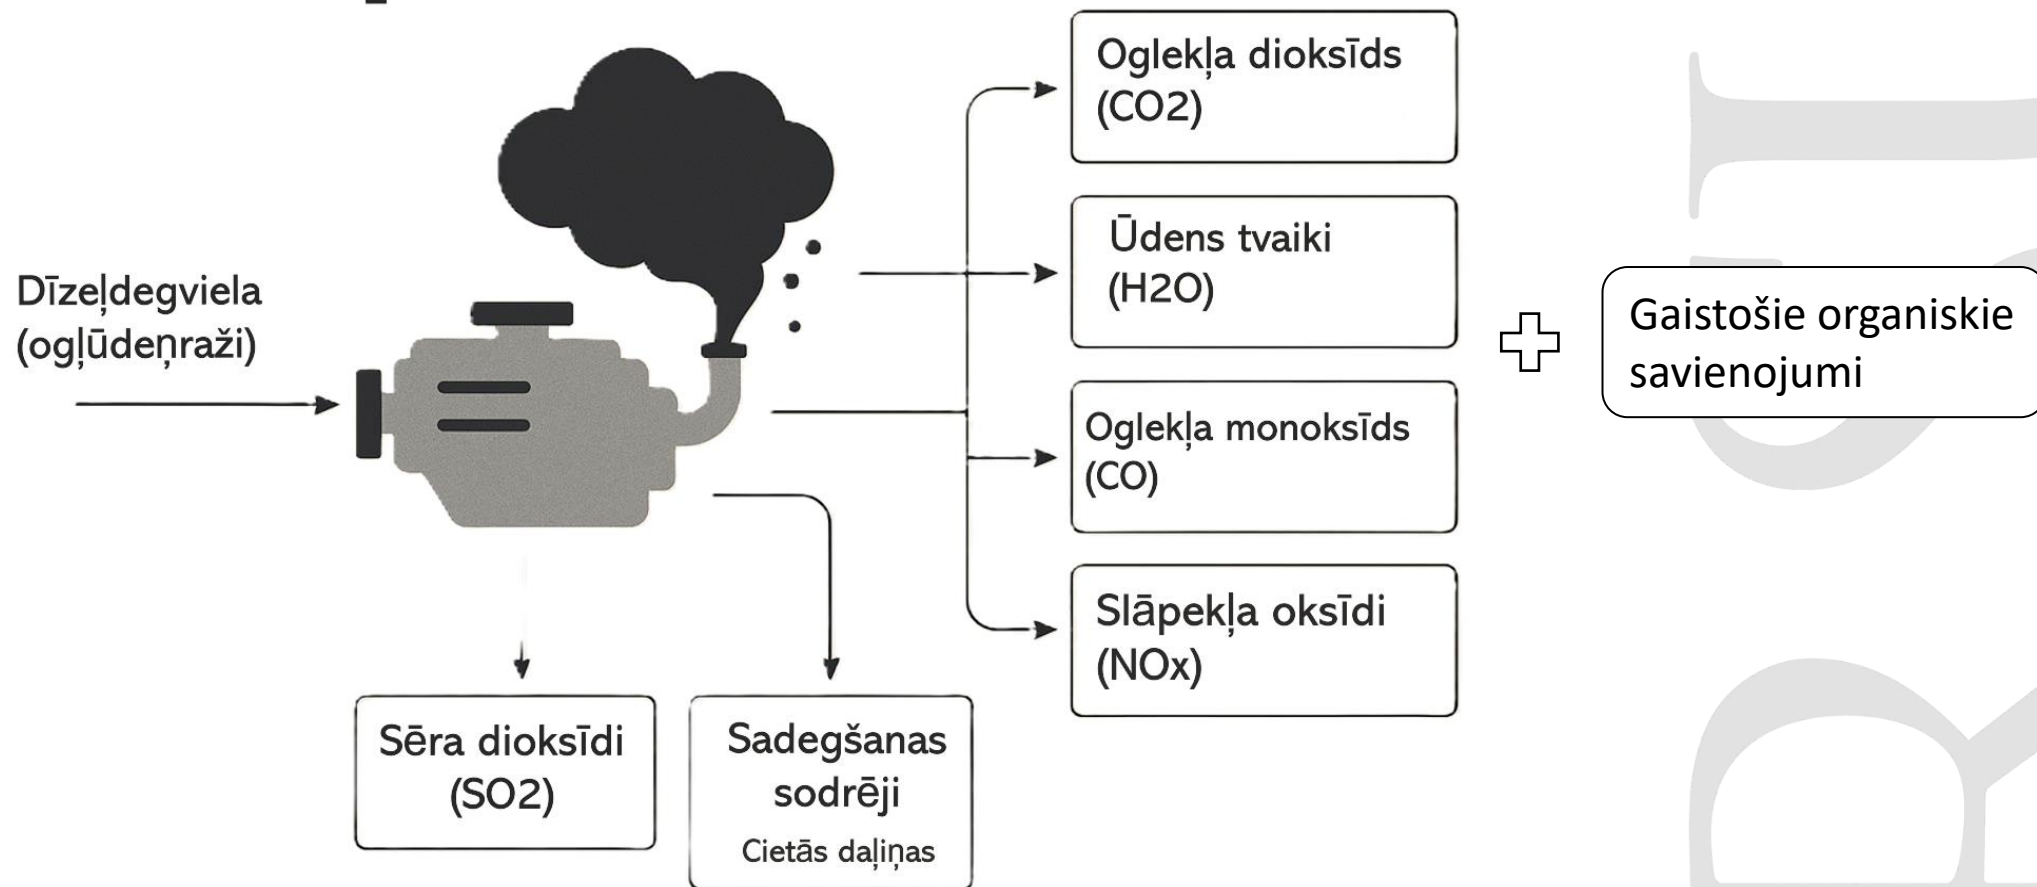 Dīzeļdegviela
(ogļūdeņraži)
Oglekļa dioksīds
(CO2)
Ūdens tvaiki
(H2O)
Oglekļa monoksīds
(CO)
Slāpekļa oksīdi
(NOx)
Gaistošie organiskie
savienojumi
Sēra dioksīdi
(SO2)
Sadegšanas
sodrēji
Cietās daļiņas